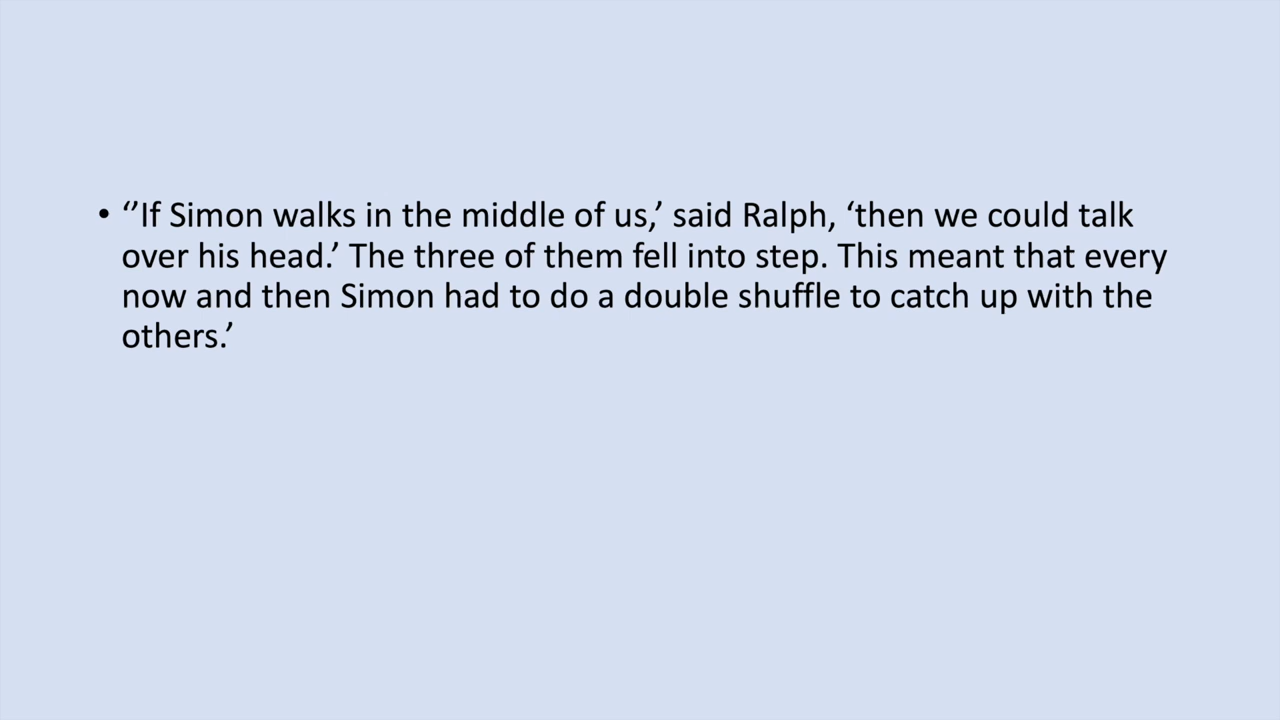 • ‘’If Simon walks in the middle of us,’ said Ralph, ‘then we could talk
over his head.’ The three of them fell into step. This meant that every
now and then Simon had to do a double shuffle to catch up with the
others.’